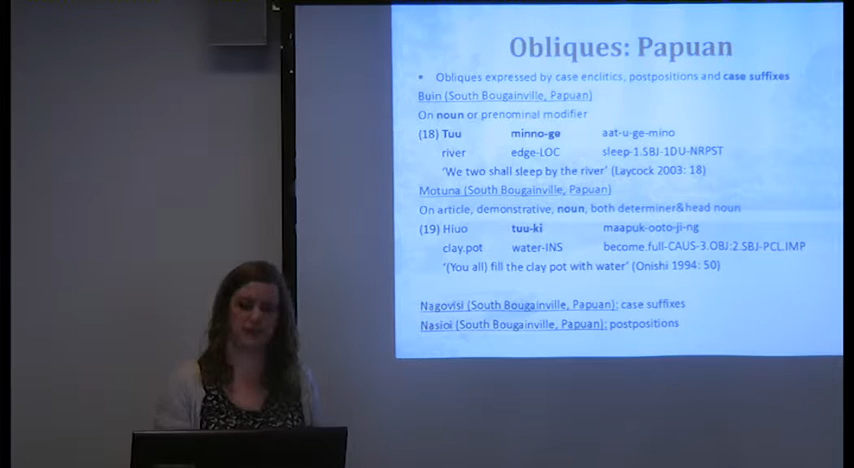 Obliques: Papuan
• Obliques expressed by case enclitics, postpositions and case suffixes
Buin (South Bougainville, Papuan)
On noun or prenominal modifier
(18) Tuu minno-ge aat-u-ge-mino
river edge-LOC sleep-1.SBJ-1DU-NRPST
‘We two shall sleep by the river’ (Laycock 2003: 18)
Motuna (South Bougainville, Papuan)
On article, demonstrative, noun, both determiner&head noun
(19) Hiuo tuu-ki maapuk-ooto-ji-ng
clay.pot water-INS become.full-CAUS-3.OBJ:2.SBJ-PCL.IMP
‘(You all) fill the clay pot with water’ (Onishi 1994: 50)
Nagovisi (South Bougainville, Papuan): case suffixes
Nasioi (South Bougainville, Papuan): postpositions